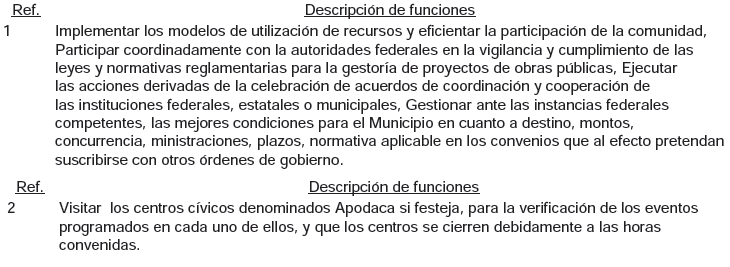 Ref. Descripción de funciones
1 Implementar los modelos de utilización de recursos y eficientar la participación de la comunidad,
Participar coordinadamente con la autoridades federales en la vigilancia y cumplimiento de las
leyes y normativas reglamentarias para la gestoría de proyectos de obras públicas, Ejecutar
las acciones derivadas de la celebración de acuerdos de coordinación y cooperación de
las instituciones federales, estatales o municipales, Gestionar ante las instancias federales
competentes, las mejores condiciones para el Municipio en cuanto a destino, montos,
concurrencia, ministraciones, plazos, normativa aplicable en los convenios que al efecto pretendan
suscribirse con otros órdenes de gobierno.
Ref. Descripción de funciones
2 Visitar los centros cívicos denominados Apodaca si festeja, para la verificación de los eventos
programados en cada uno de ellos, y que los centros se cierren debidamente a las horas
convenidas.